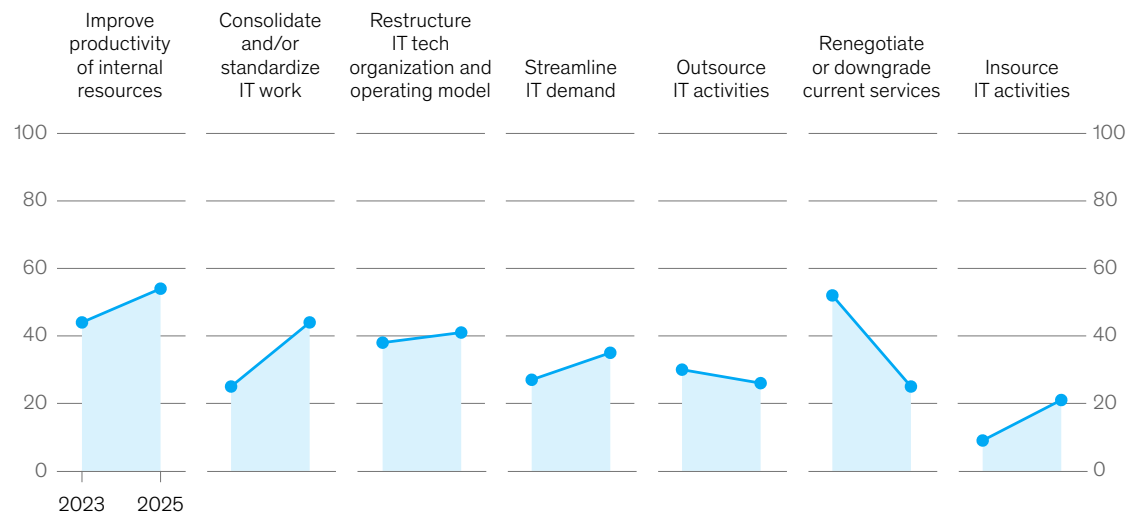 Improve
productivity
of internal
resources
Consolidate
and/or
standardize
IT work
Restructure
IT tech
organization and
operating model
Streamline
IT demand
Outsource
IT activities
Renegotiate
or downgrade
current services
Insource
IT activities
100
100
80
80
60
60
40
40
20
20
0
0
2023
2025